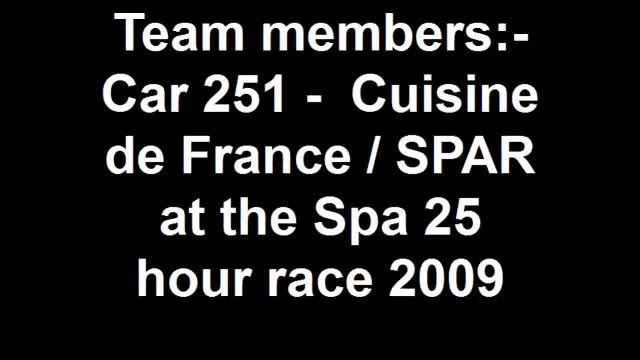 Team members:-
Car 251 -  Cuisine
de France / SPAR
at the Spa 25
hour race 2009